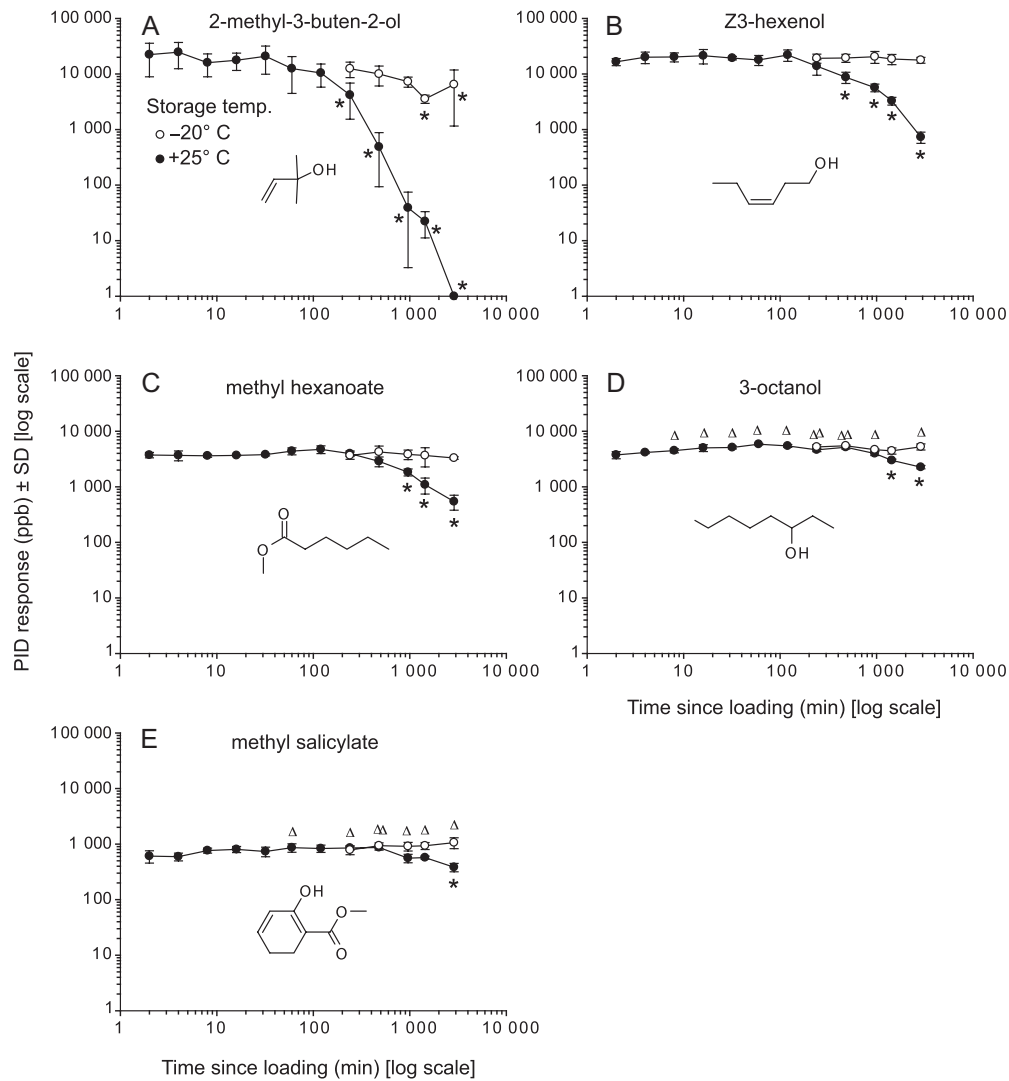 A
2-methyl-3-buten-2-ol
100 000
10 000
1 000
100
10
1
Storage temp.
–20° C
+25° C
OH
*
*
*
*
*
*
*
*
1
10
100
1 000
10 000
B
Z3-hexenol
100 000
10 000
1 000
100
10
1
OH
*
*
*
*
1
10
100
1 000
10 000
PID response (ppb) ± SD [log scale]
C
methyl hexanoate
100 000
10 000
1 000
100
10
1
O
O
*
*
*
1
10
100
1 000
10 000
D
3-octanol
100 000
10 000
1 000
100
10
1
Δ Δ Δ Δ Δ ΔΔ ΔΔ Δ Δ
OH
*
*
1
10
100
1 000
10 000
Time since loading (min) [log scale]
E
methyl salicylate
100 000
10 000
1 000
100
10
1
Δ Δ ΔΔ Δ Δ Δ
*
OH
O
O
1
10
100
1 000
10 000
Time since loading (min) [log scale]